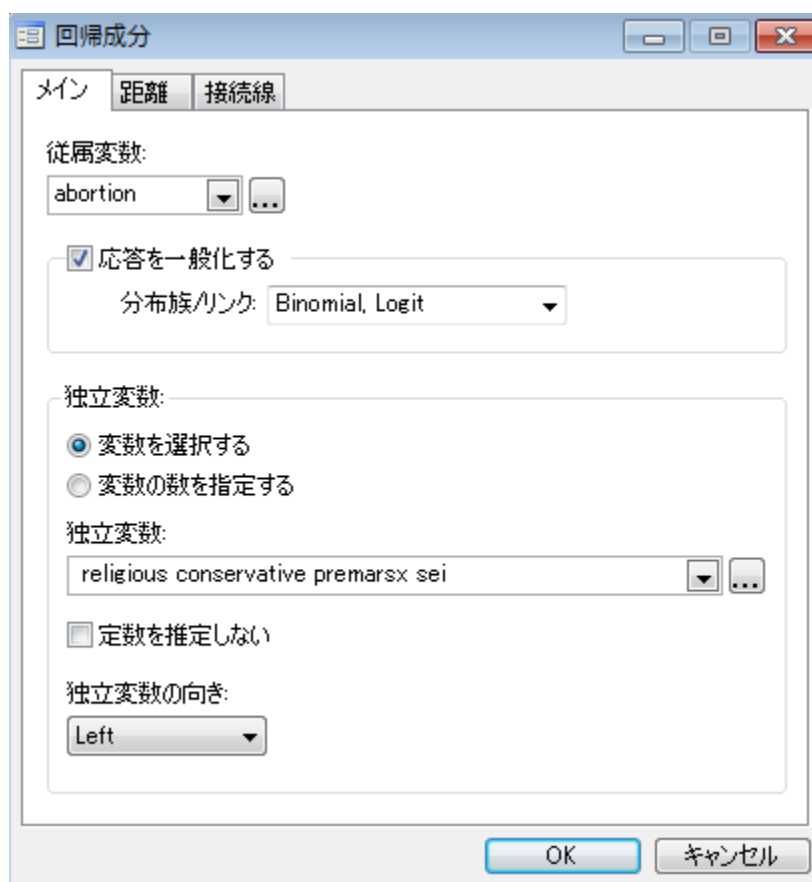 回帰成分
メイン 距離 接続線
従属変数:
abortion ...
応答を一般化する
分布族/リンク: Binomial, Logit
独立変数:
変数を選択する
変数の数を指定する
独立変数:
religious conservative premarsx sei ...
定数を推定しない
独立変数の向き:
Left
OK キャンセル